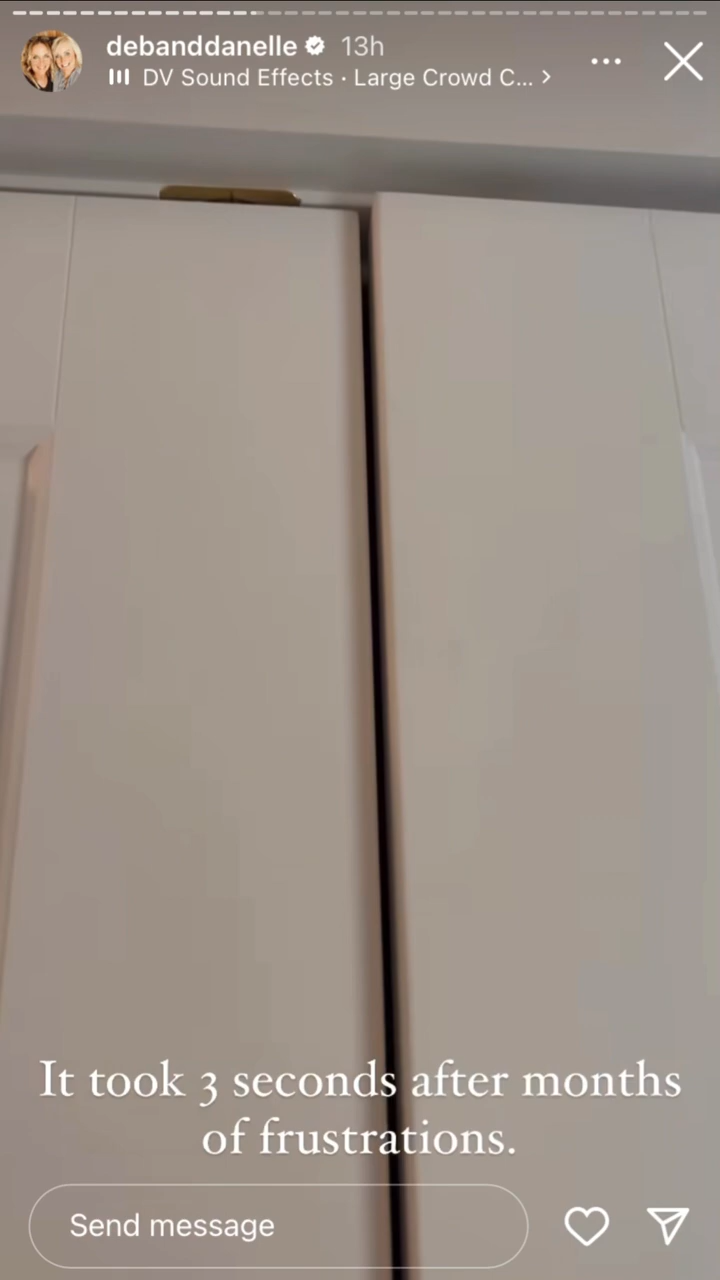 debanddanelle 13h
DV Sound Effects · Large Crowd C...
It took 3 seconds after months
of frustrations.
Send message